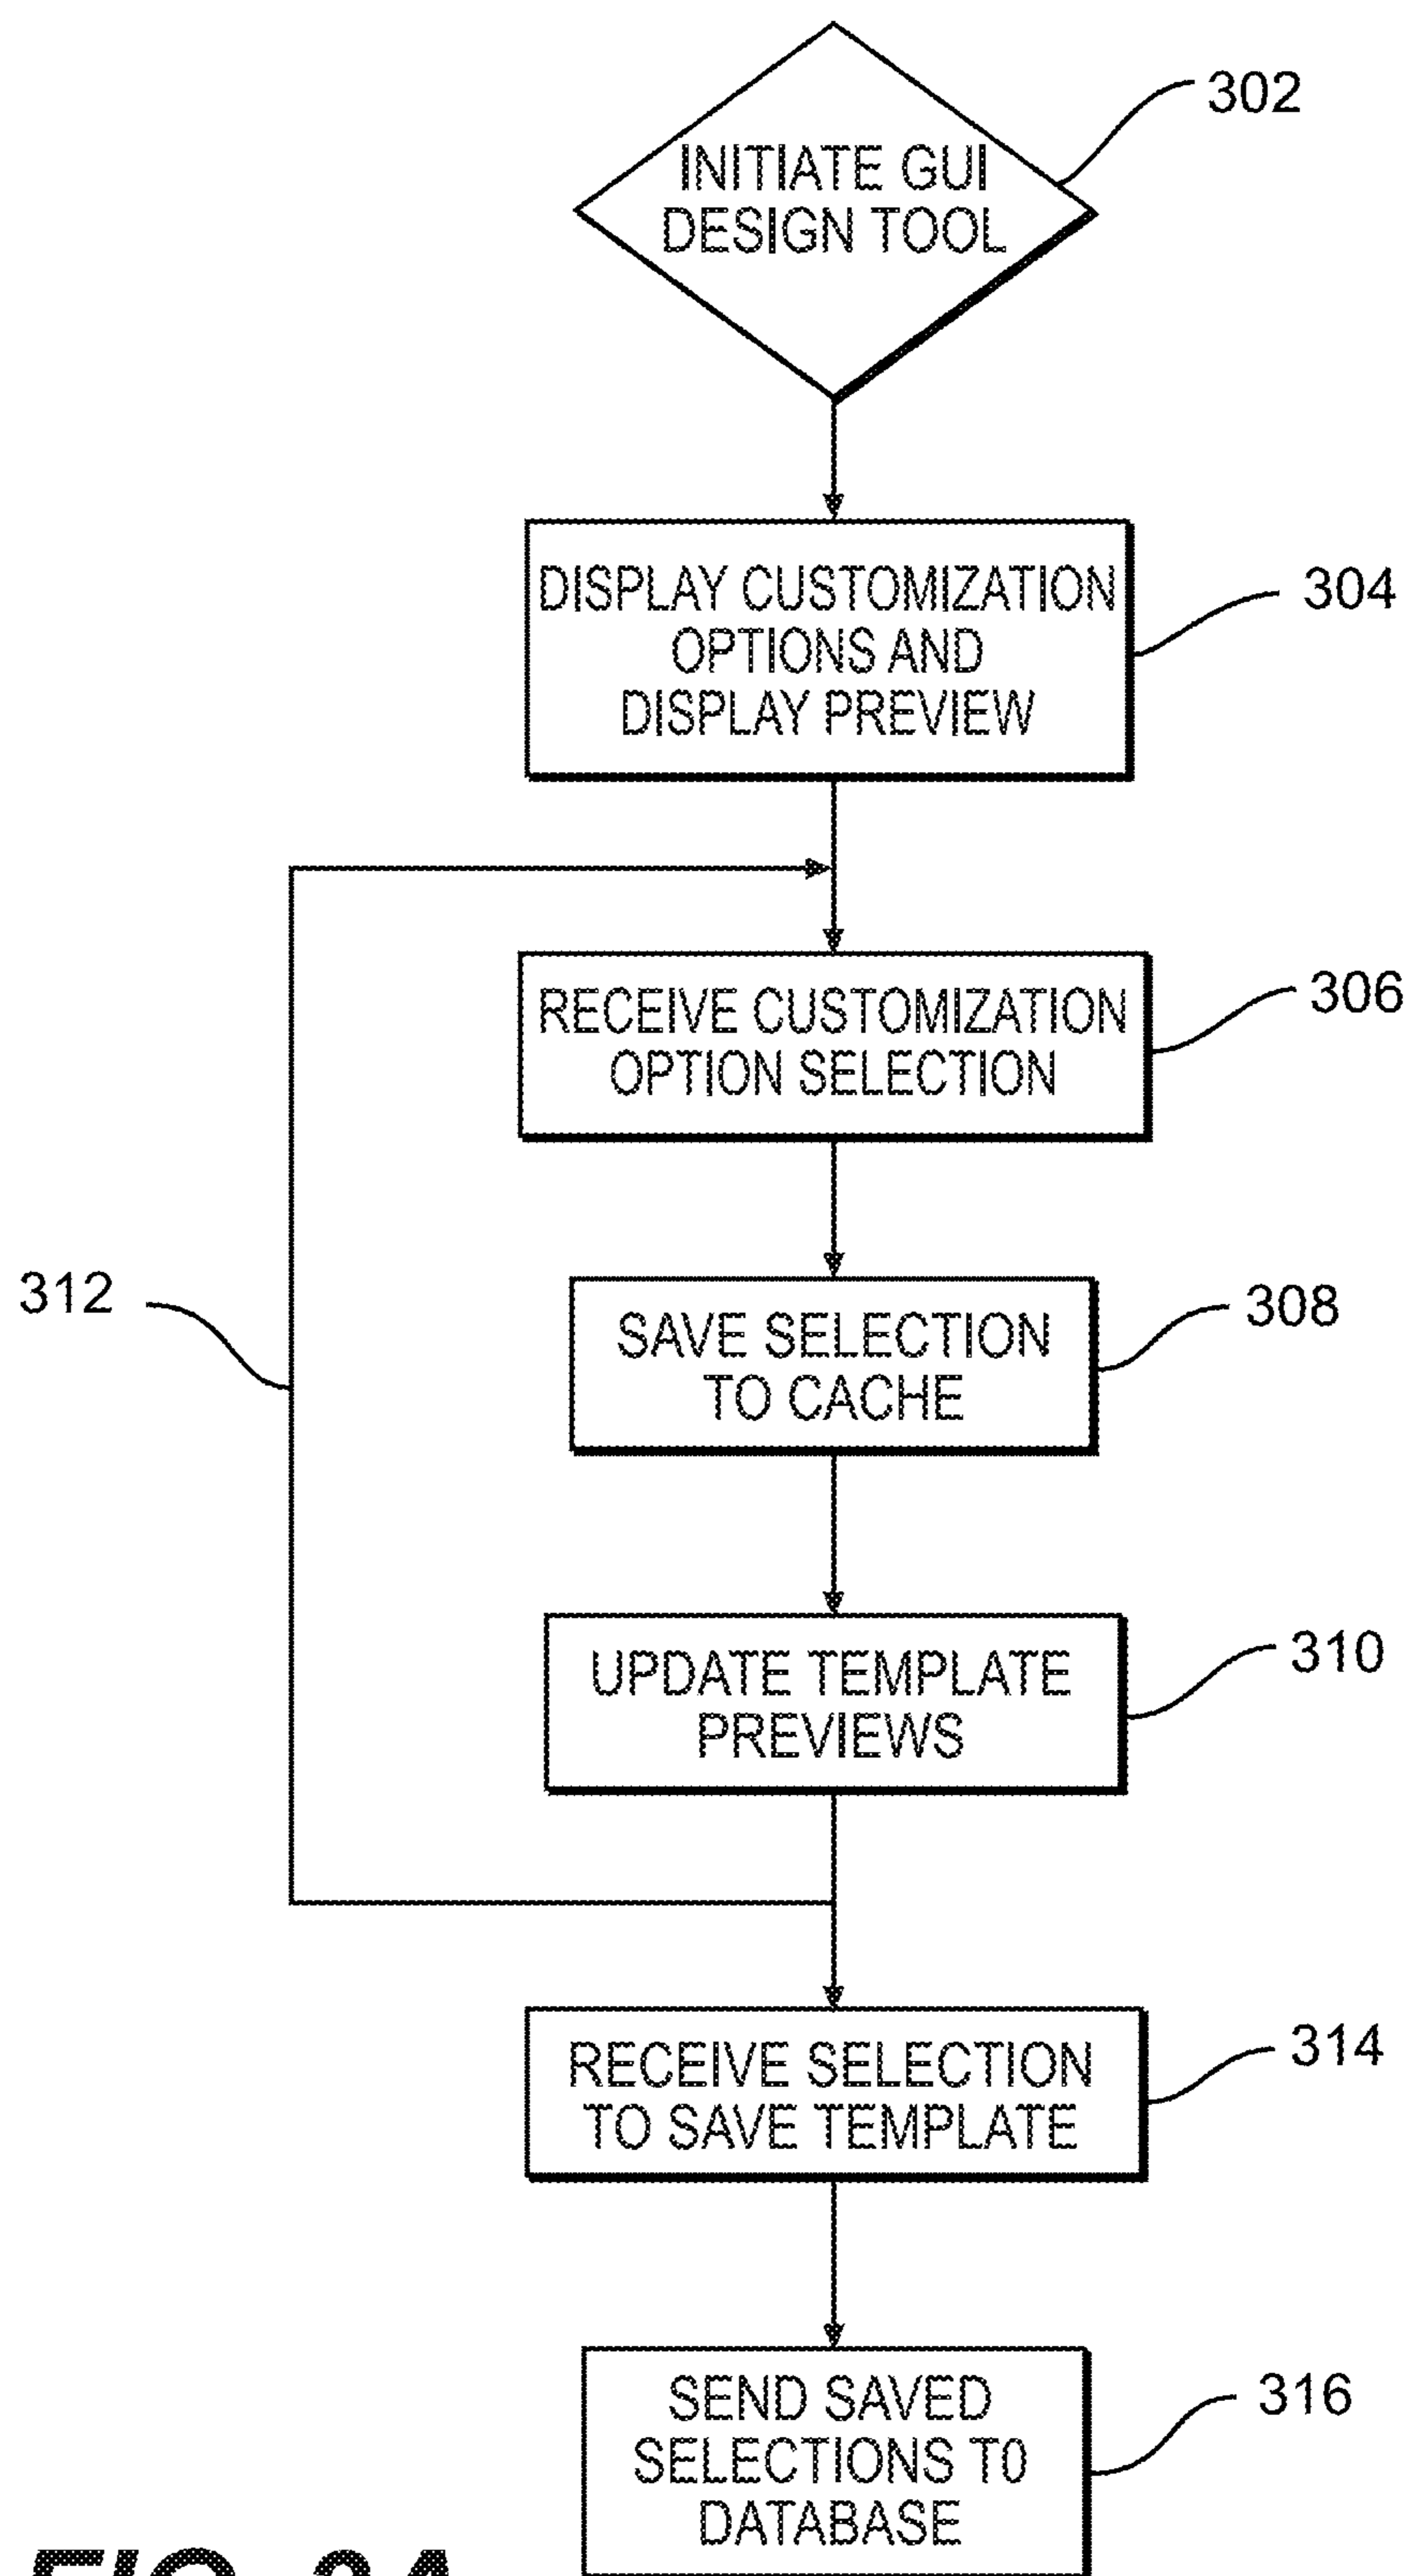 302
INITIATE GUI
DESIGN TOOL
304
DISPLAY CUSTOMIZATION
OPTIONS AND
DISPLAY PREVIEW
306
RECEIVE CUSTOMIZATION
OPTION SELECTION
312
308
SAVE SELECTION
TO CACHE
310
UPDATE TEMPLATE
PREVIEWS
314
RECEIVE SELECTION
TO SAVE TEMPLATE
316
SEND SAVED
SELECTIONS T0
DATABASE
FIG. 3A